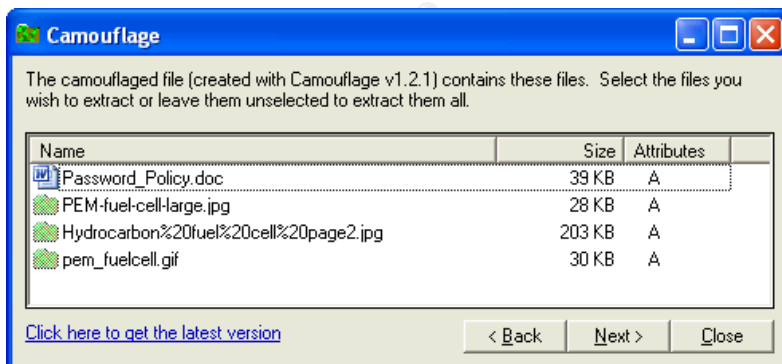 Camouflage
The camouflaged file (created with Camouflage v1.2.1) contains these files. Select the files you
wish to extract or leave them unselected to extract them all.
Name Size Attributes
Password_Policy.doc 39 KB A
PEM-fuel-cell-large.jpg 28 KB A
Hydrocarbon%20fuel%20cell%20page2.jpg 203 KB A
pem_fuelcell.gif 30 KB A
Click here to get the latest version < Back Next > Close